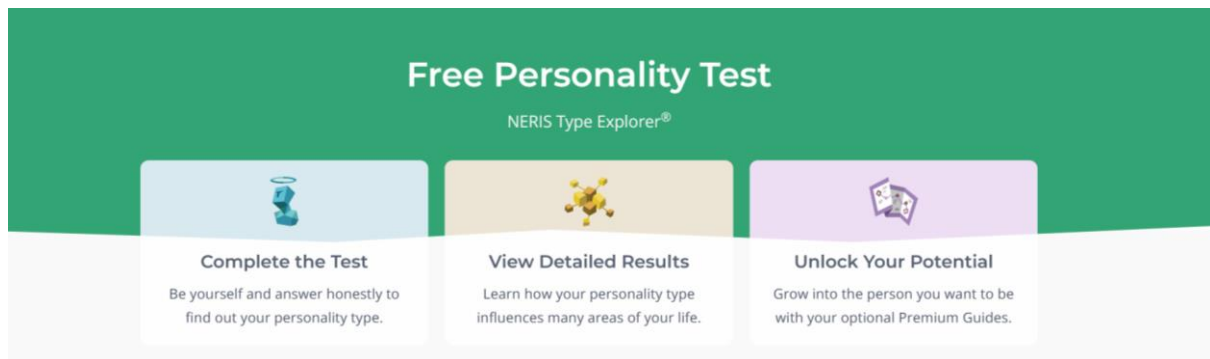 Free Personality Test
NERIS Type Explorer®
Complete the Test
Be yourself and answer honestly to
find out your personality type.
View Detailed Results
Learn how your personality type
influences many areas of your life.
Unlock Your Potential
Grow into the person you want to be
with your optional Premium Guides.